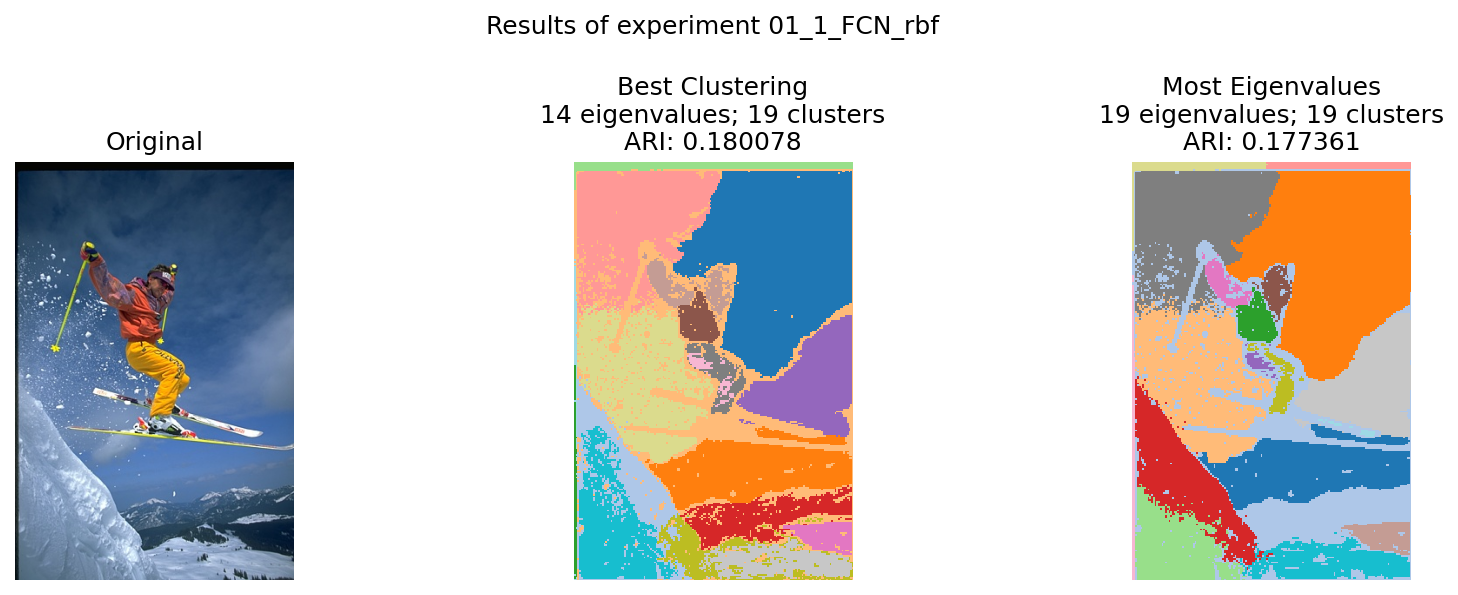 Results of experiment 01_1_FCN_rbf
Original
Best Clustering
14 eigenvalues; 19 clusters
ARI: 0.180078
Most Eigenvalues
19 eigenvalues; 19 clusters
ARI: 0.177361